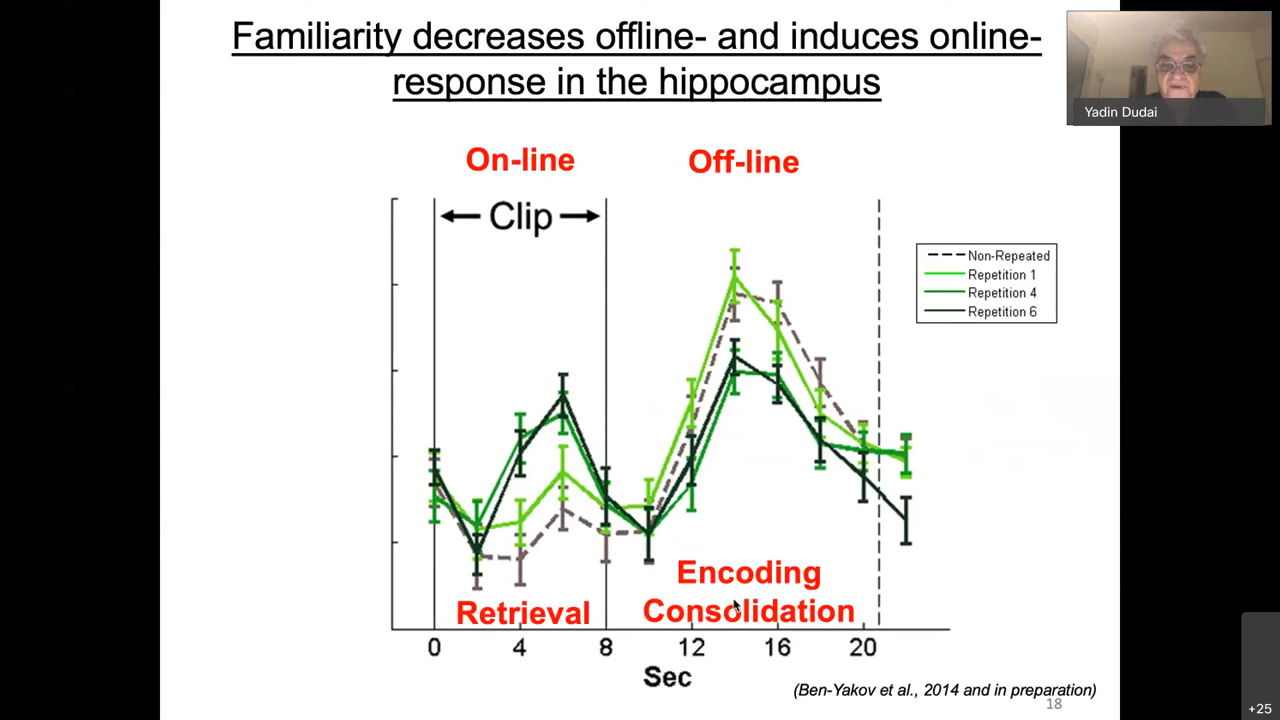 Familiarity decreases offline- and induces online-
response in the hippocampus
Yadin Dudai
On-line
Off-line
Clip
Non-Repeated
Repetition 1
Repetition 4
Repetition 6
Encoding
Retrieval
Consolidation
0 4 8 12 16 20
Sec
(Ben-Yakov et al., 2014 and in preparation)
18
+25